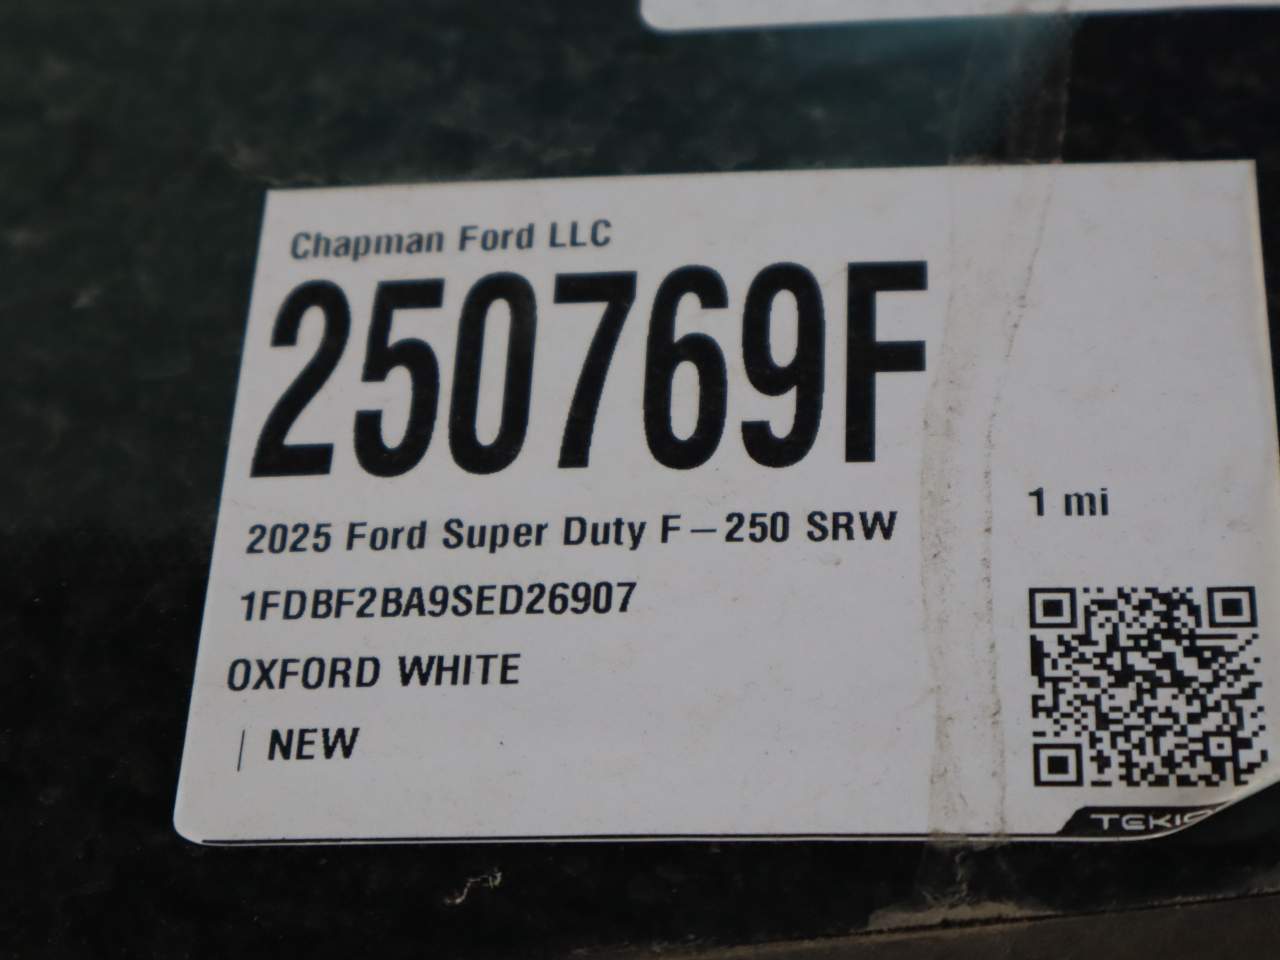 Chapman Ford LLC
250769F
2025 Ford Super Duty F-250 SRW
1 mi
1FDBF2BA9SED26907
OXFORD WHITE
| NEW